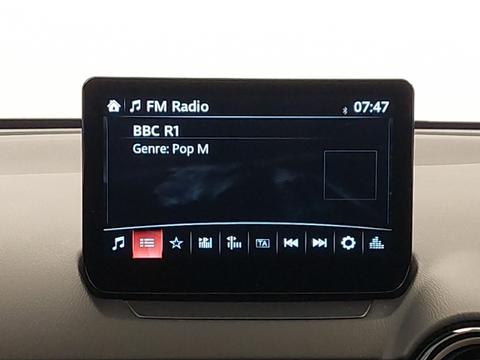 FM Radio 07:47
BBC R1
Genre: Pop M
TA